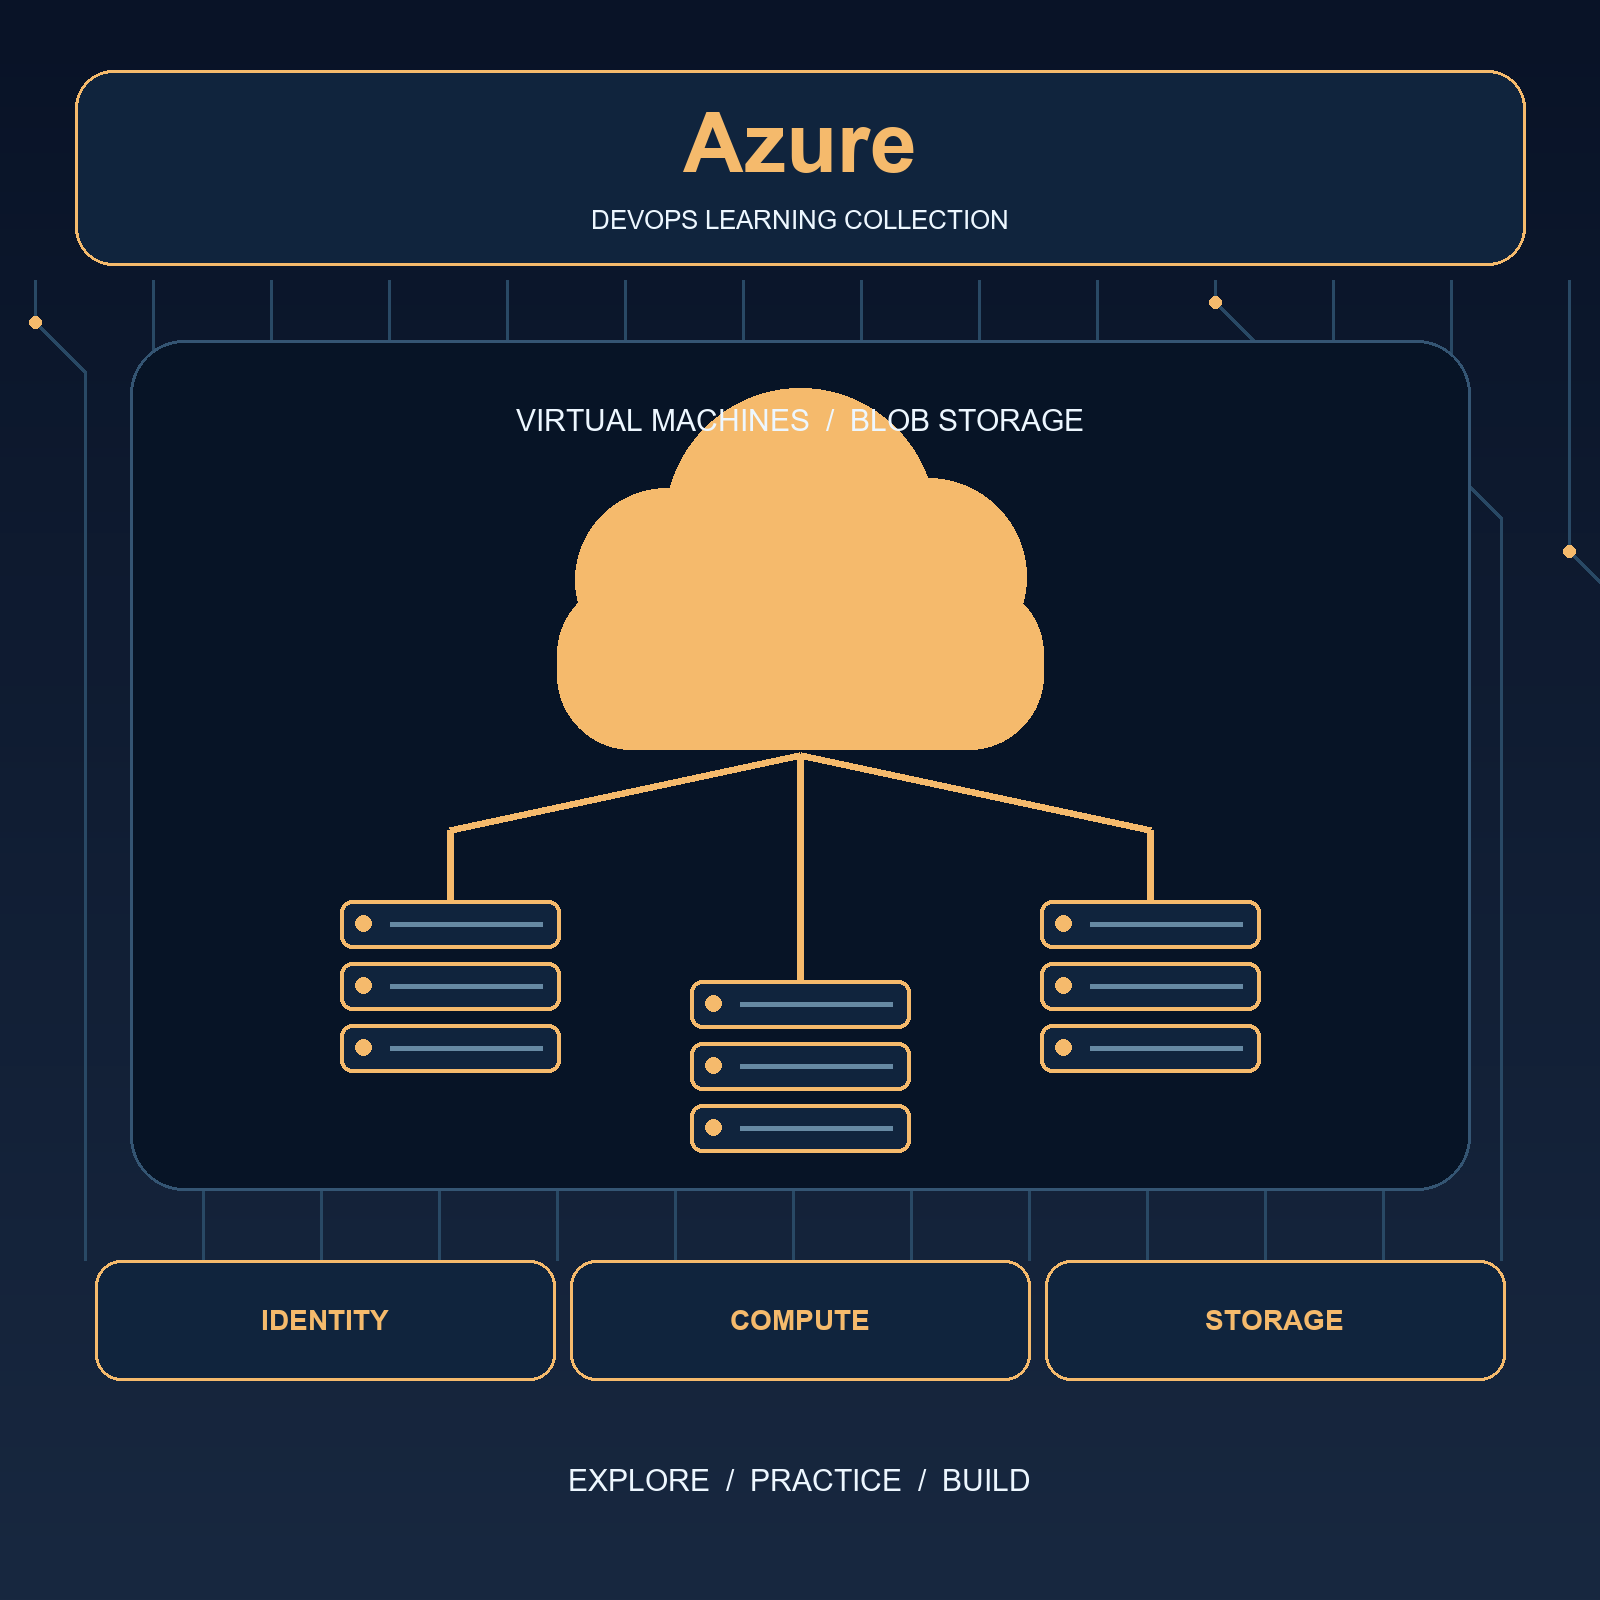 Azure
DEVOPS LEARNING COLLECTION
VIRTUAL MACHINES / BLOB STORAGE
IDENTITY
COMPUTE
STORAGE
EXPLORE / PRACTICE / BUILD